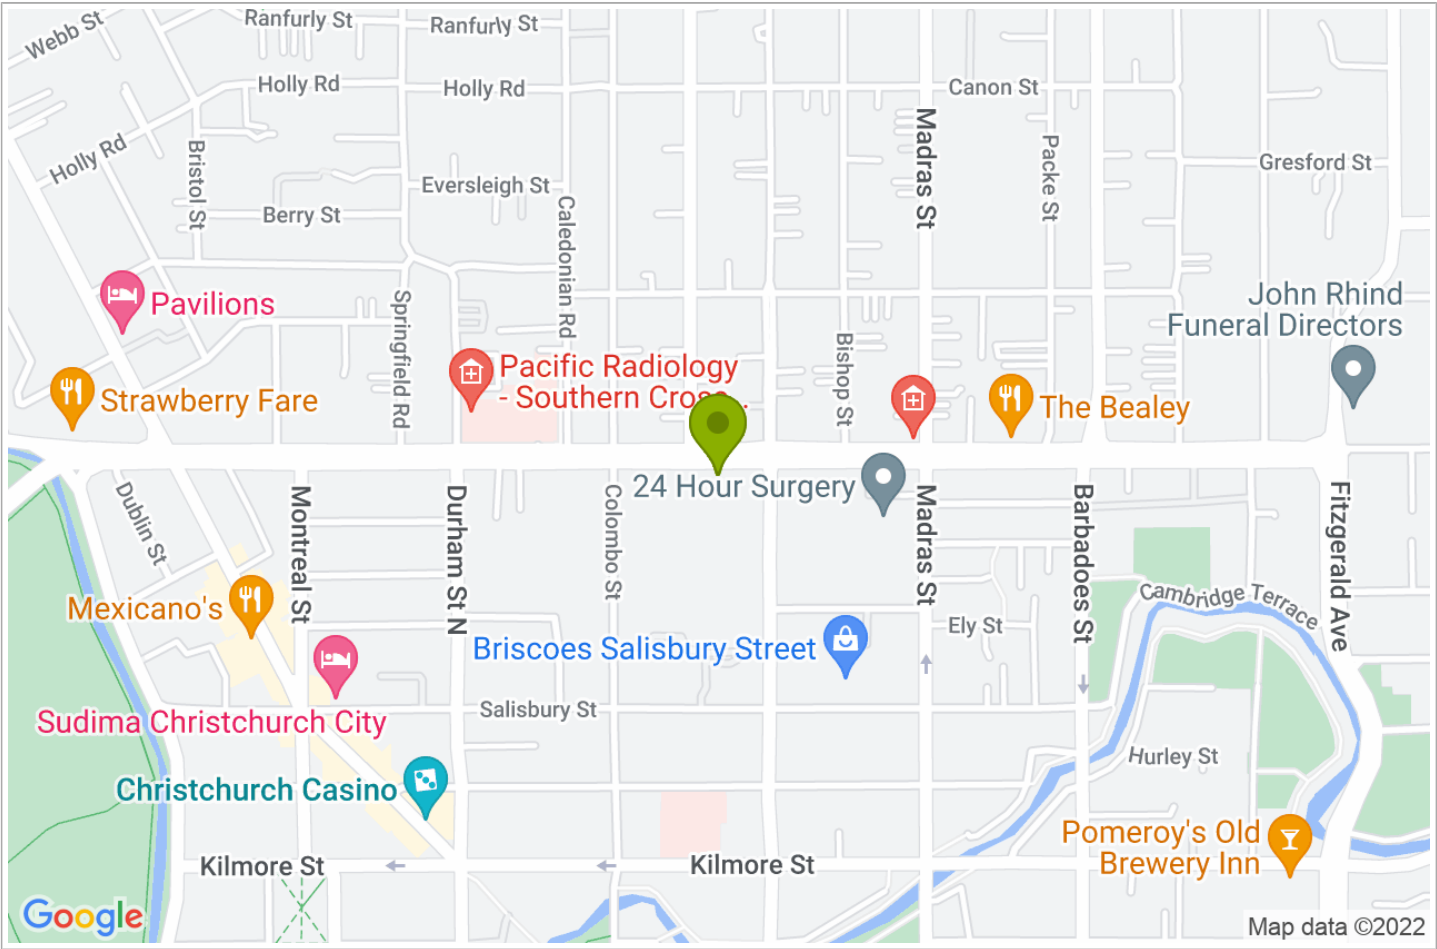 Webb St
Ranfurly St
Ranfurly St
Holly Rd
Holly Rd
Canon St
Holly Rd
Bristol St
Madras St
Packe St
Gresford St
Eversleigh St
Berry St
Caledonian Rd
Pavilions
Springfield Rd
John Rhind
Funeral Directors
Bishop St
Pacific Radiology
- Southern Cross...
Strawberry Fare
The Bealey
24 Hour Surgery
Dublin St
Montreal St
Durham St N
Colombo St
Madras St
Barbadoes St
Fitzgerald Ave
Cambridge Terrace
Mexicano's
Ely St
Briscoes Salisbury Street
Sudima Christchurch City
Salisbury St
Hurley St
Christchurch Casino
Pomeroy's Old
Brewery Inn
Kilmore St
Kilmore St
Google
Map data ©2022